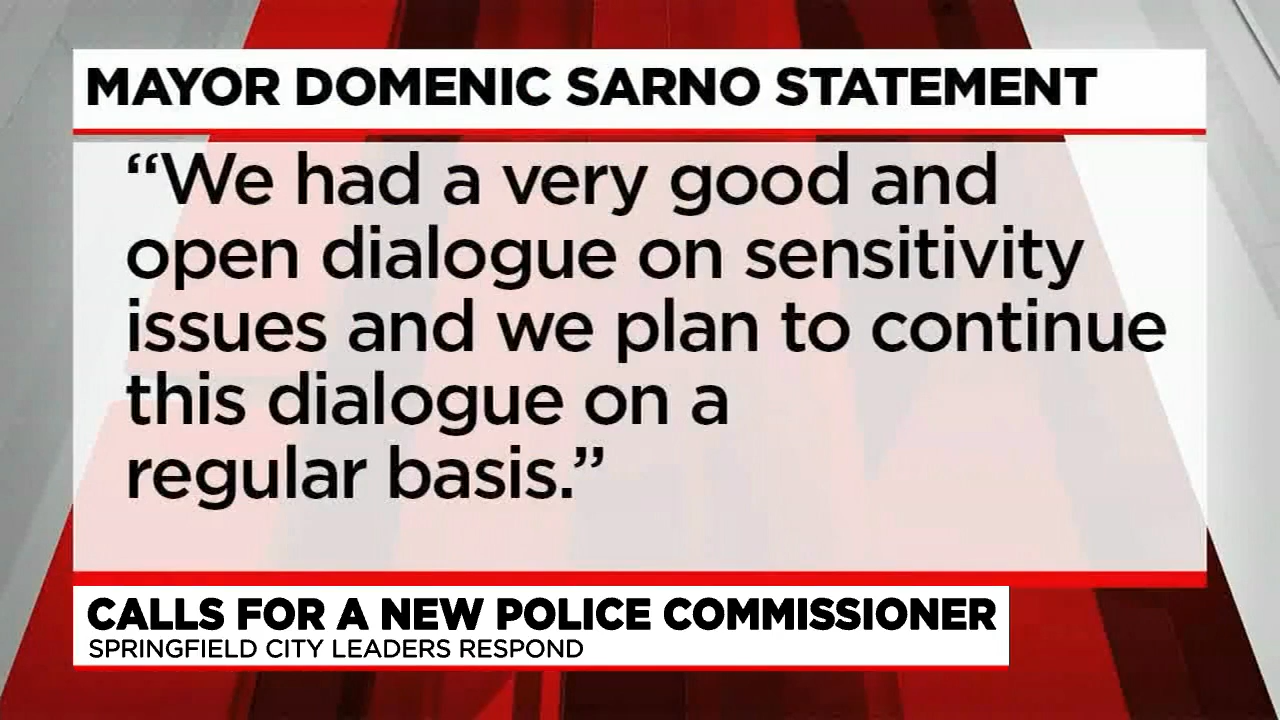 MAYOR DOMENIC SARNO STATEMENT
“We had a very good and
open dialogue on sensitivity
issues and we plan to continue
this dialogue on a
regular basis.”
CALLS FOR A NEW POLICE COMMISSIONER
SPRINGFIELD CITY LEADERS RESPOND